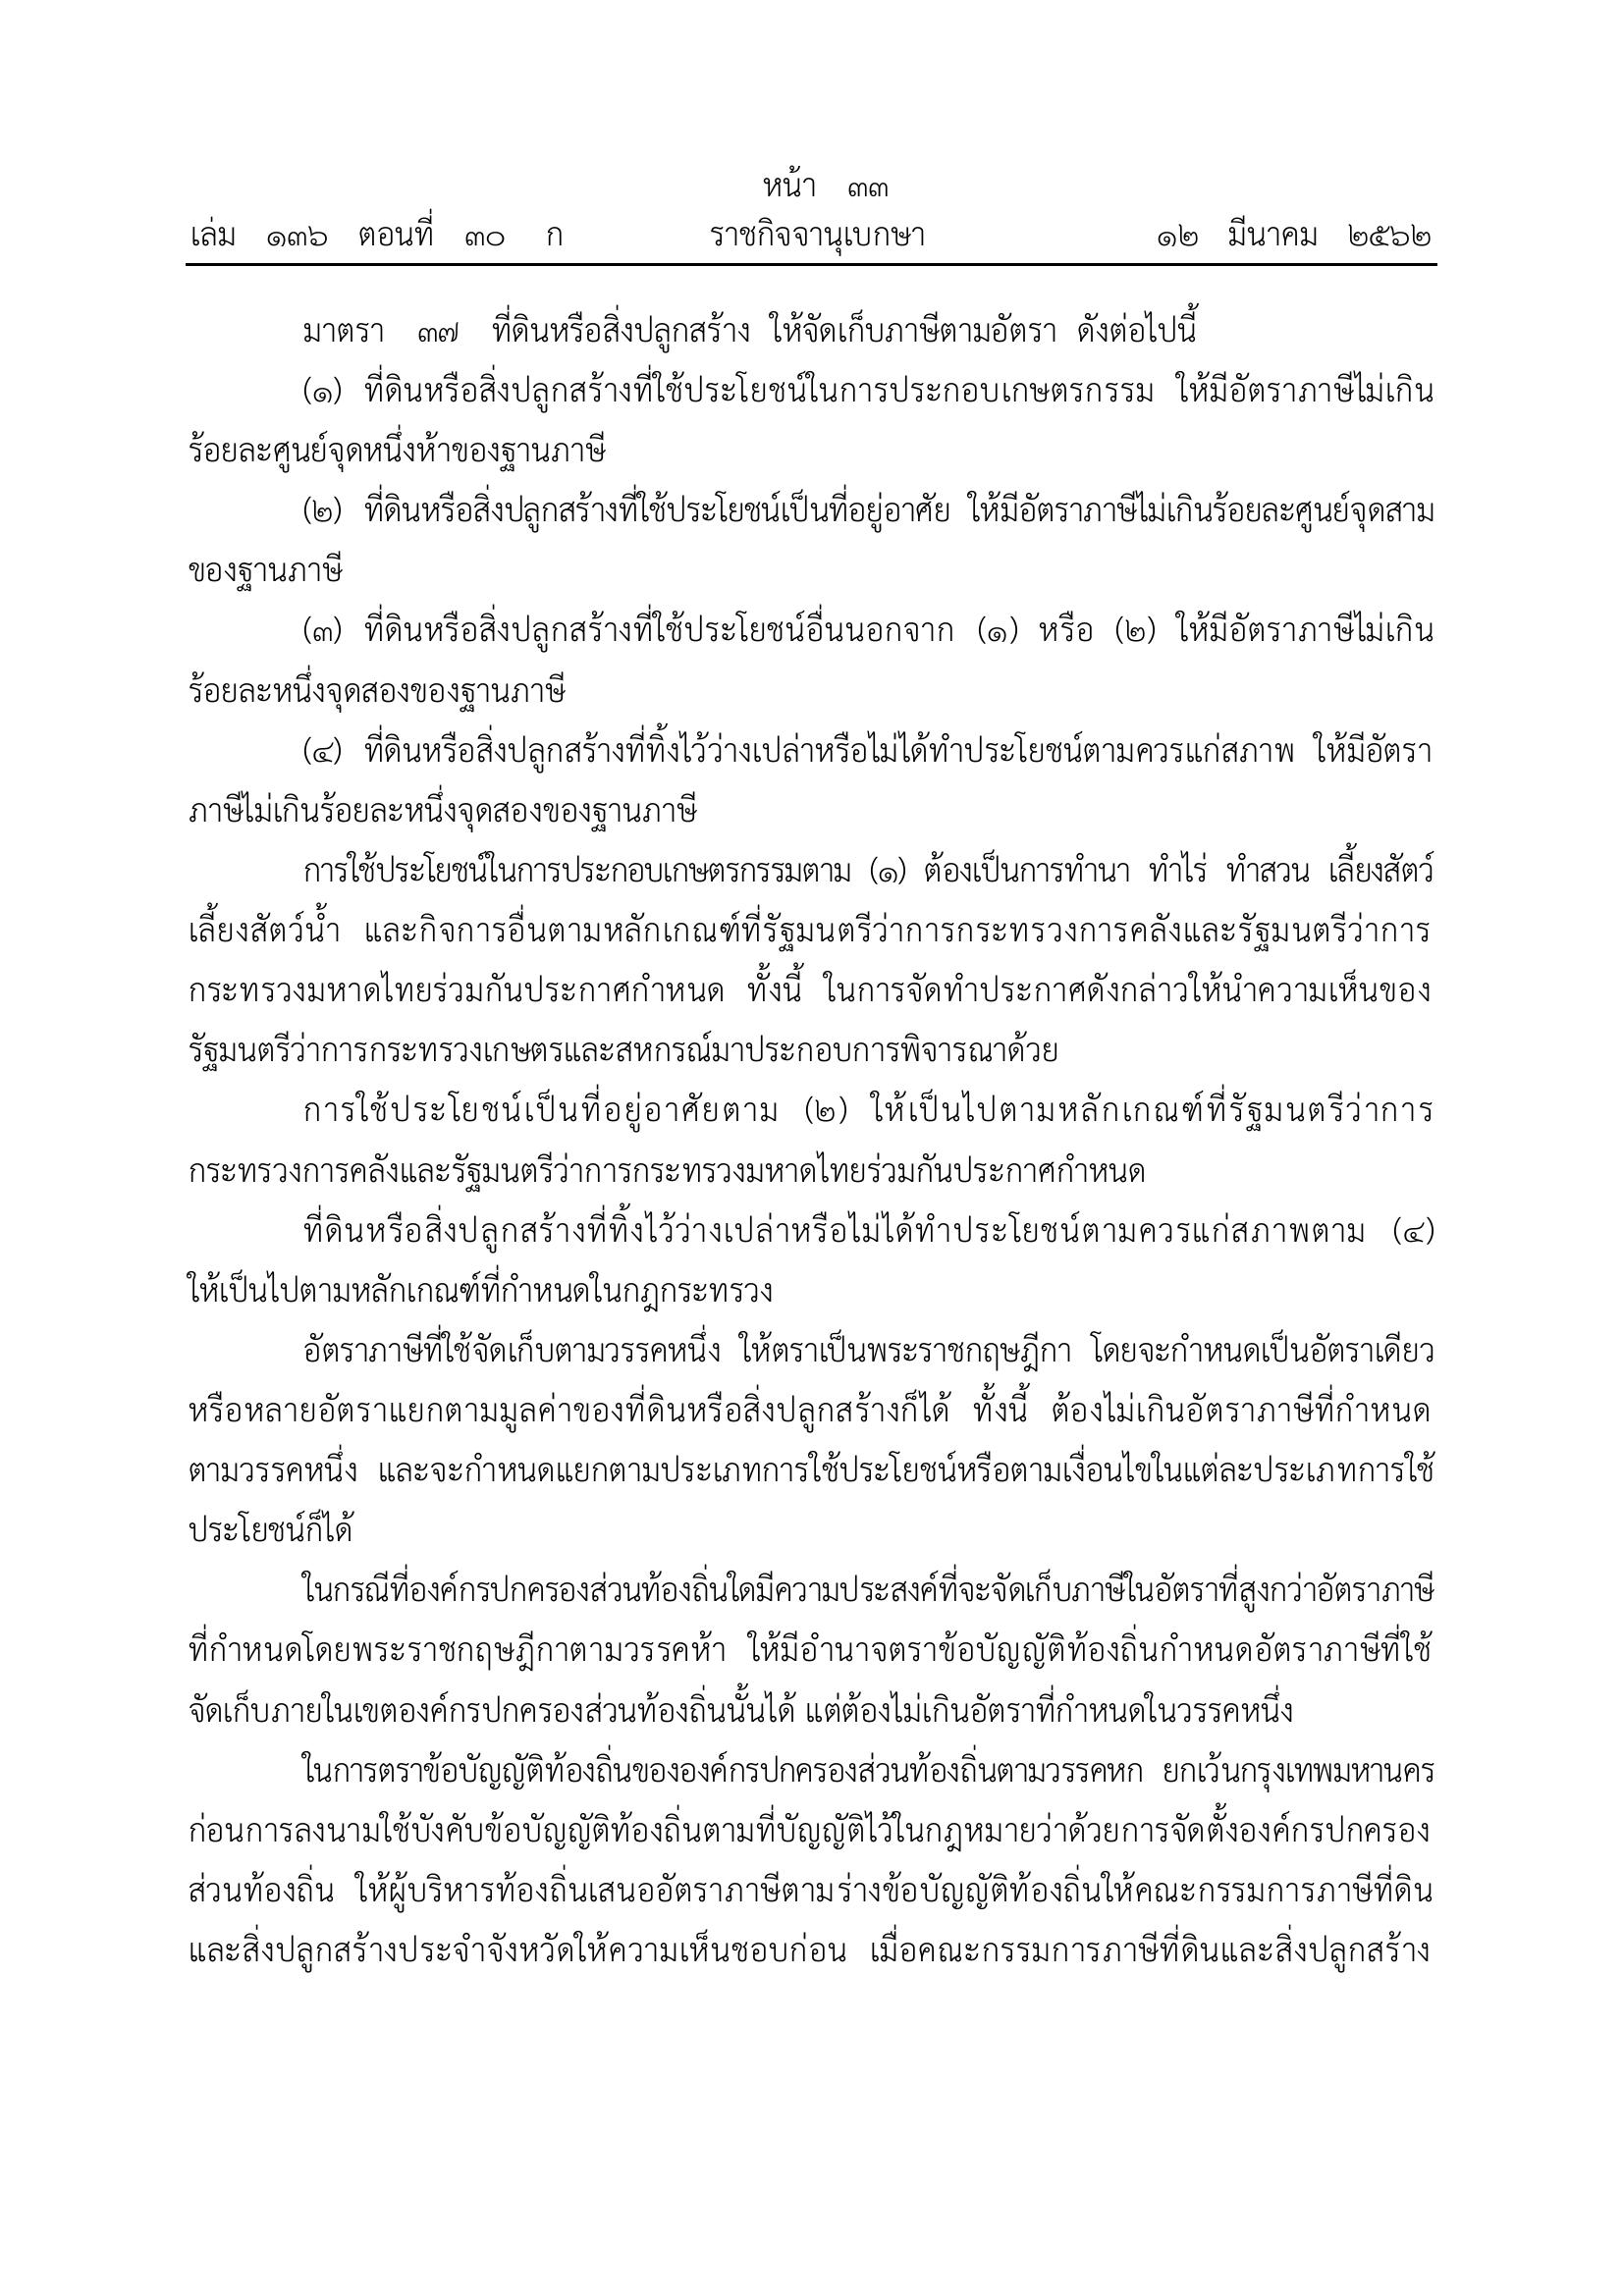 หน้า ๓๓
เล่ม ๑๓๖ ตอนที่ ๓๐ ก ราชกิจจานุเบกษา ๑๒ มีนาคม ๒๕๖๒
มาตรา ๓๗ ที่ดินหรือสิ่งปลูกสร้าง ให้จัดเก็บภาษีตามอัตรา ดังต่อไปนี้
(๑) ที่ดินหรือสิ่งปลูกสร้างที่ใช้ประโยชน์ในการประกอบเกษตรกรรม ให้มีอัตราภาษีไม่เกิน
ร้อยละศูนย์จุดหนึ่งห้าของฐานภาษี
(๒) ที่ดินหรือสิ่งปลูกสร้างที่ใช้ประโยชน์เป็นที่อยู่อาศัย ให้มีอัตราภาษีไม่เกินร้อยละศูนย์จุดสาม
ของฐานภาษี
(๓) ที่ดินหรือสิ่งปลูกสร้างที่ใช้ประโยชน์อื่นนอกจาก (๑) หรือ (๒) ให้มีอัตราภาษีไม่เกิน
ร้อยละหนึ่งจุดสองของฐานภาษี
(๔) ที่ดินหรือสิ่งปลูกสร้างที่ทิ้งไว้ว่างเปล่าหรือไม่ได้ทำประโยชน์ตามควรแก่สภาพ ให้มีอัตรา
ภาษีไม่เกินร้อยละหนึ่งจุดสองของฐานภาษี
การใช้ประโยชน์ในการประกอบเกษตรกรรมตาม (๑) ต้องเป็นการทำนา ทำไร่ ทำสวน เลี้ยงสัตว์
เลี้ยงสัตว์น้ำ และกิจการอื่นตามหลักเกณฑ์ที่รัฐมนตรีว่าการกระทรวงการคลังและรัฐมนตรีว่าการ
กระทรวงมหาดไทยร่วมกันประกาศกำหนด ทั้งนี้ ในการจัดทำประกาศดังกล่าวให้นำความเห็นของ
รัฐมนตรีว่าการกระทรวงเกษตรและสหกรณ์มาประกอบการพิจารณาด้วย
การใช้ประโยชน์เป็นที่อยู่อาศัยตาม (๒) ให้เป็นไปตามหลักเกณฑ์ที่รัฐมนตรีว่าการ
กระทรวงการคลังและรัฐมนตรีว่าการกระทรวงมหาดไทยร่วมกันประกาศกำหนด
ที่ดินหรือสิ่งปลูกสร้างที่ทิ้งไว้ว่างเปล่าหรือไม่ได้ทำประโยชน์ตามควรแก่สภาพตาม (๔)
ให้เป็นไปตามหลักเกณฑ์ที่กำหนดในกฎกระทรวง
อัตราภาษีที่ใช้จัดเก็บตามวรรคหนึ่ง ให้ตราเป็นพระราชกฤษฎีกา โดยจะกำหนดเป็นอัตราเดียว
หรือหลายอัตราแยกตามมูลค่าของที่ดินหรือสิ่งปลูกสร้างก็ได้ ทั้งนี้ ต้องไม่เกินอัตราภาษีที่กำหนด
ตามวรรคหนึ่ง และจะกำหนดแยกตามประเภทการใช้ประโยชน์หรือตามเงื่อนไขในแต่ละประเภทการใช้
ประโยชน์ก็ได้
ในกรณีที่องค์กรปกครองส่วนท้องถิ่นใดมีความประสงค์ที่จะจัดเก็บภาษีในอัตราที่สูงกว่าอัตราภาษี
ที่กำหนดโดยพระราชกฤษฎีกาตามวรรคห้า ให้มีอำนาจตราข้อบัญญัติท้องถิ่นกำหนดอัตราภาษีที่ใช้
จัดเก็บภายในเขตองค์กรปกครองส่วนท้องถิ่นนั้นได้ แต่ต้องไม่เกินอัตราที่กำหนดในวรรคหนึ่ง
ในการตราข้อบัญญัติท้องถิ่นขององค์กรปกครองส่วนท้องถิ่นตามวรรคหก ยกเว้นกรุงเทพมหานคร
ก่อนการลงนามใช้บังคับข้อบัญญัติท้องถิ่นตามที่บัญญัติไว้ในกฎหมายว่าด้วยการจัดตั้งองค์กรปกครอง
ส่วนท้องถิ่น ให้ผู้บริหารท้องถิ่นเสนออัตราภาษีตามร่างข้อบัญญัติท้องถิ่นให้คณะกรรมการภาษีที่ดิน
และสิ่งปลูกสร้างประจำจังหวัดให้ความเห็นชอบก่อน เมื่อคณะกรรมการภาษีที่ดินและสิ่งปลูกสร้าง